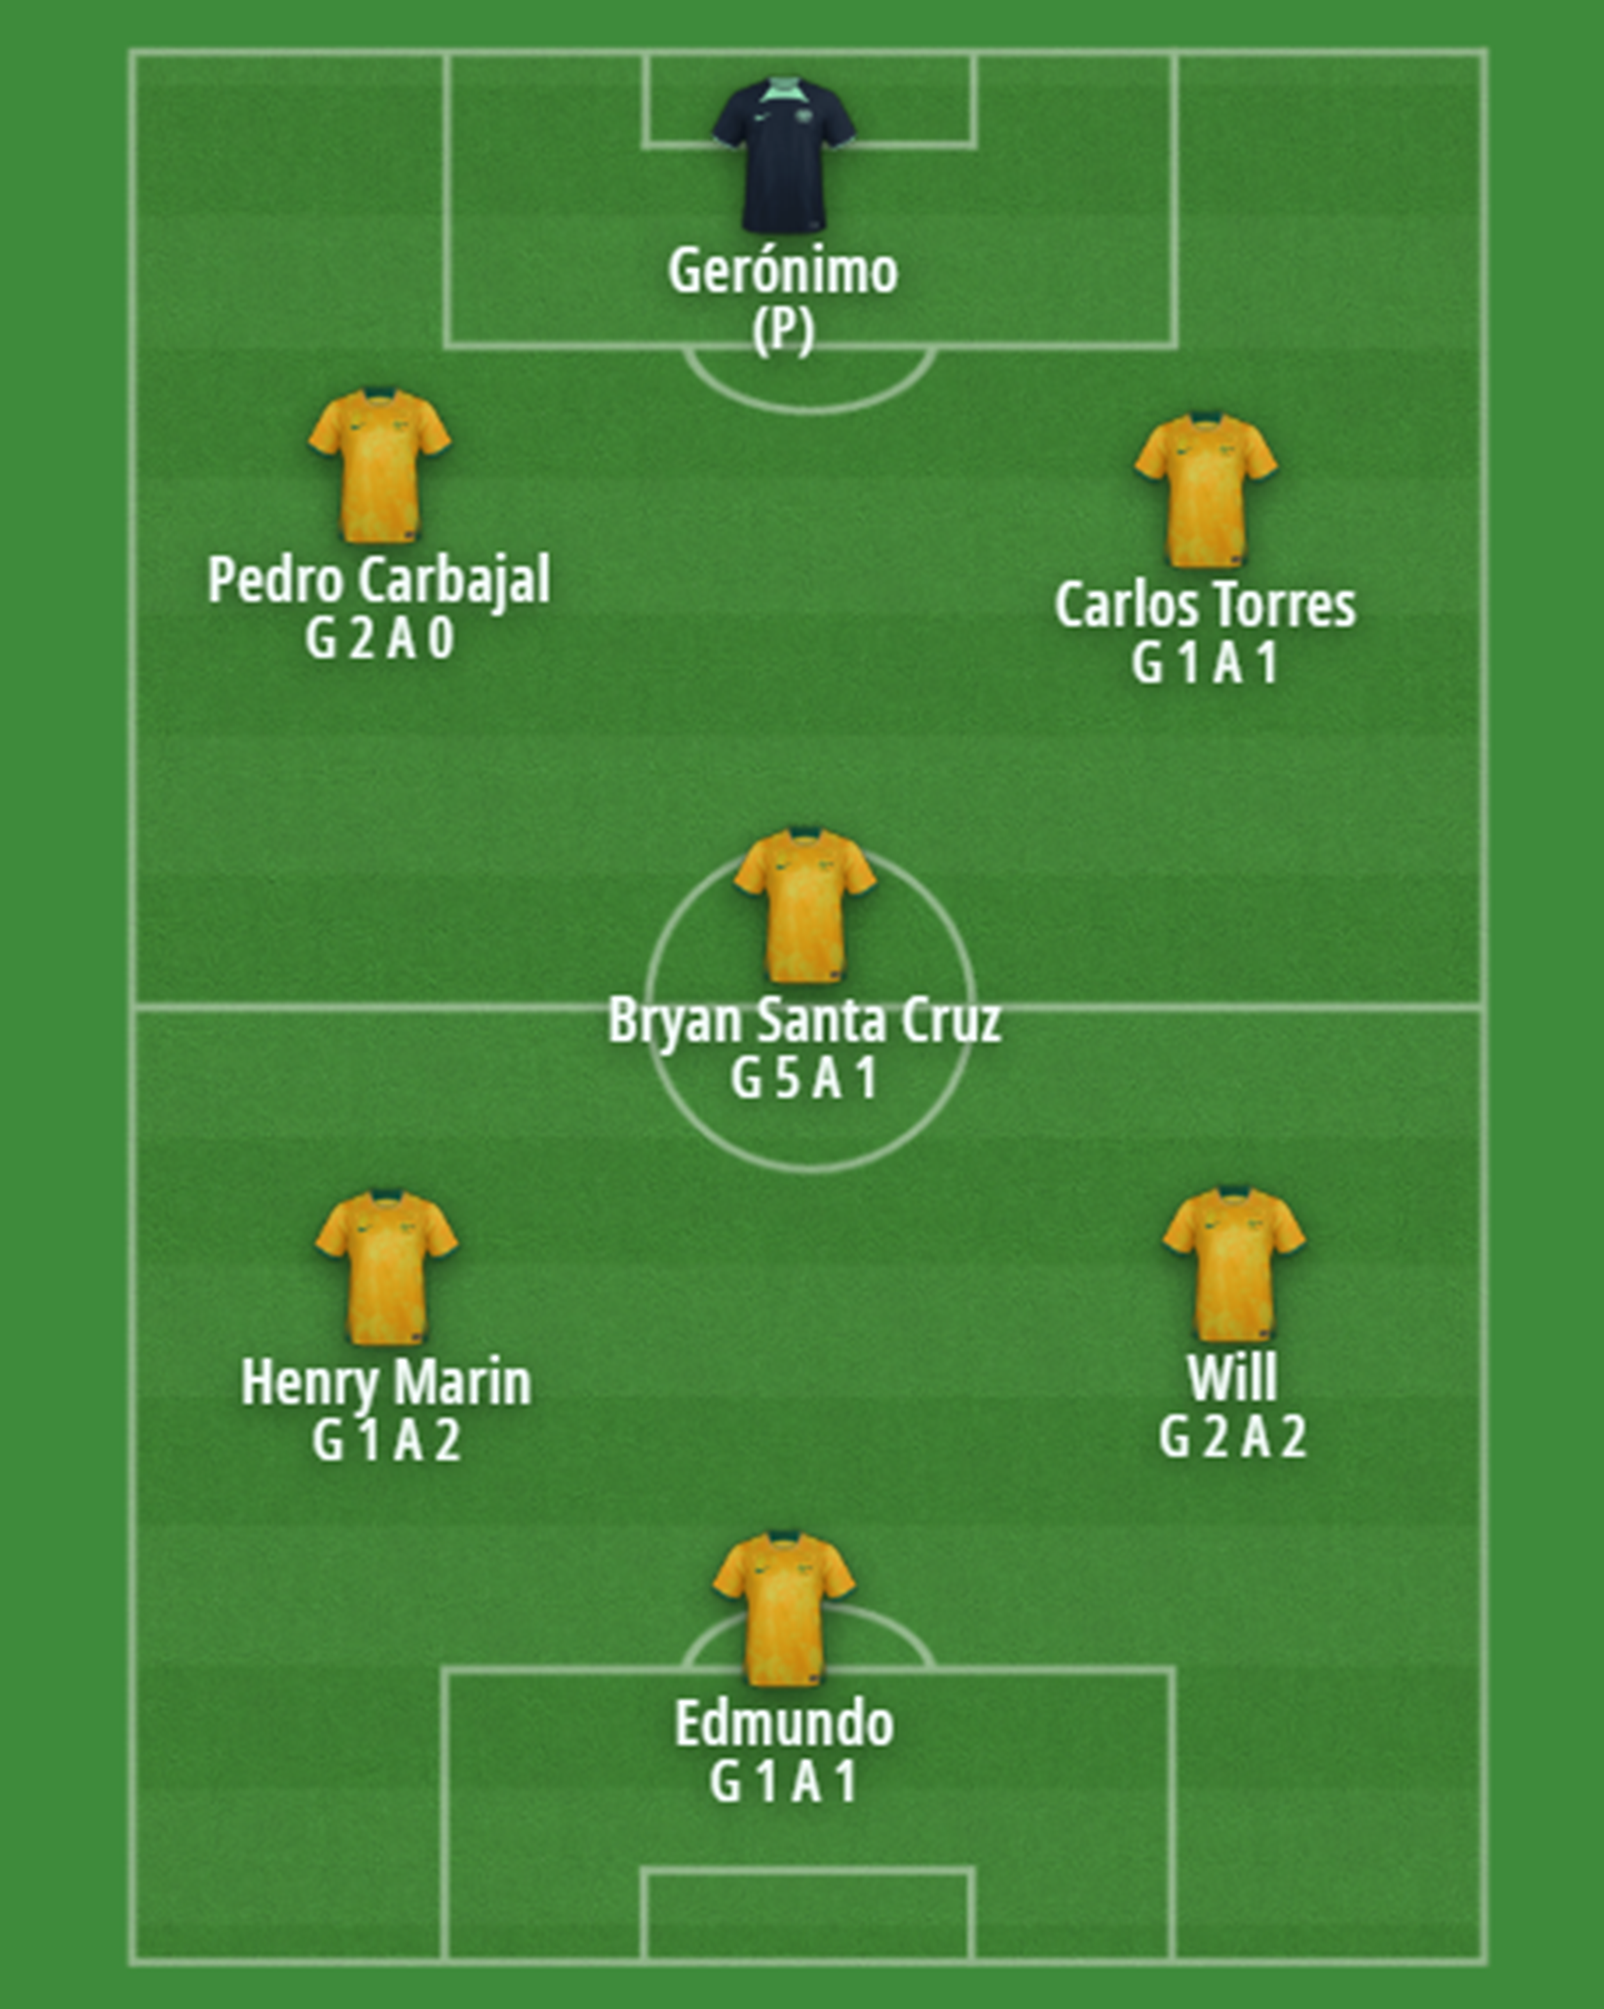 Gerónimo
(P)
Pedro Carbajal
G 2 A 0
Carlos Torres
G 1 A 1
Bryan Santa Cruz
G 5 A 1
Henry Marin
G 1 A 2
Will
G 2 A 2
Edmundo
G 1 A 1